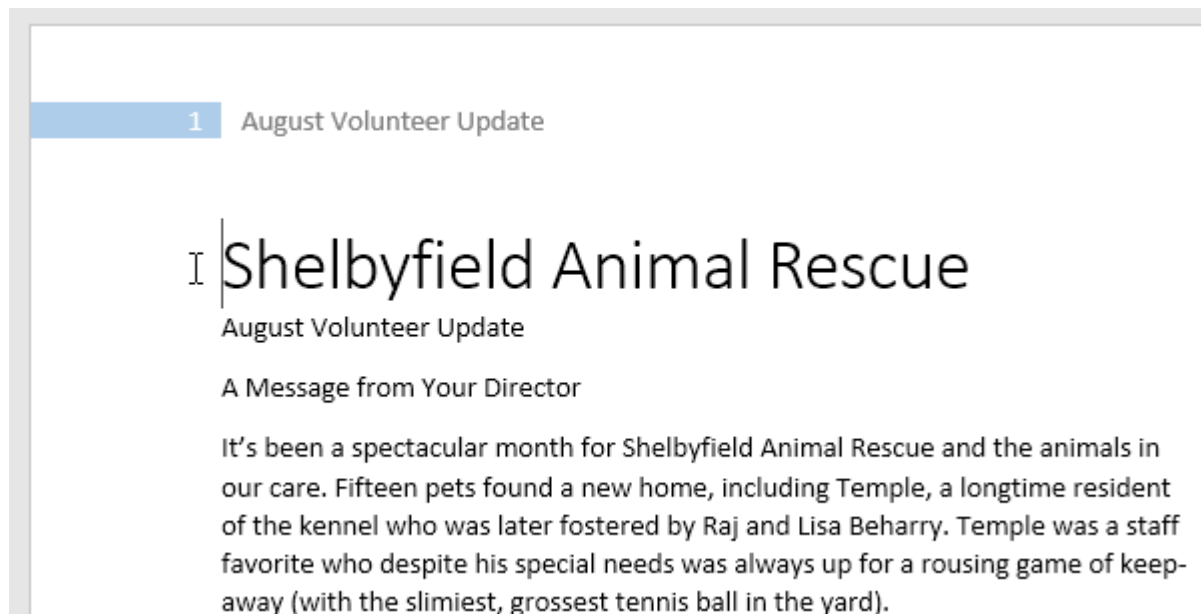 1 August Volunteer Update
Shelbyfield Animal Rescue
August Volunteer Update
A Message from Your Director
It’s been a spectacular month for Shelbyfield Animal Rescue and the animals in
our care. Fifteen pets found a new home, including Temple, a longtime resident
of the kennel who was later fostered by Raj and Lisa Beharry. Temple was a staff
favorite who despite his special needs was always up for a rousing game of keep-
away (with the slimiest, grossest tennis ball in the yard).